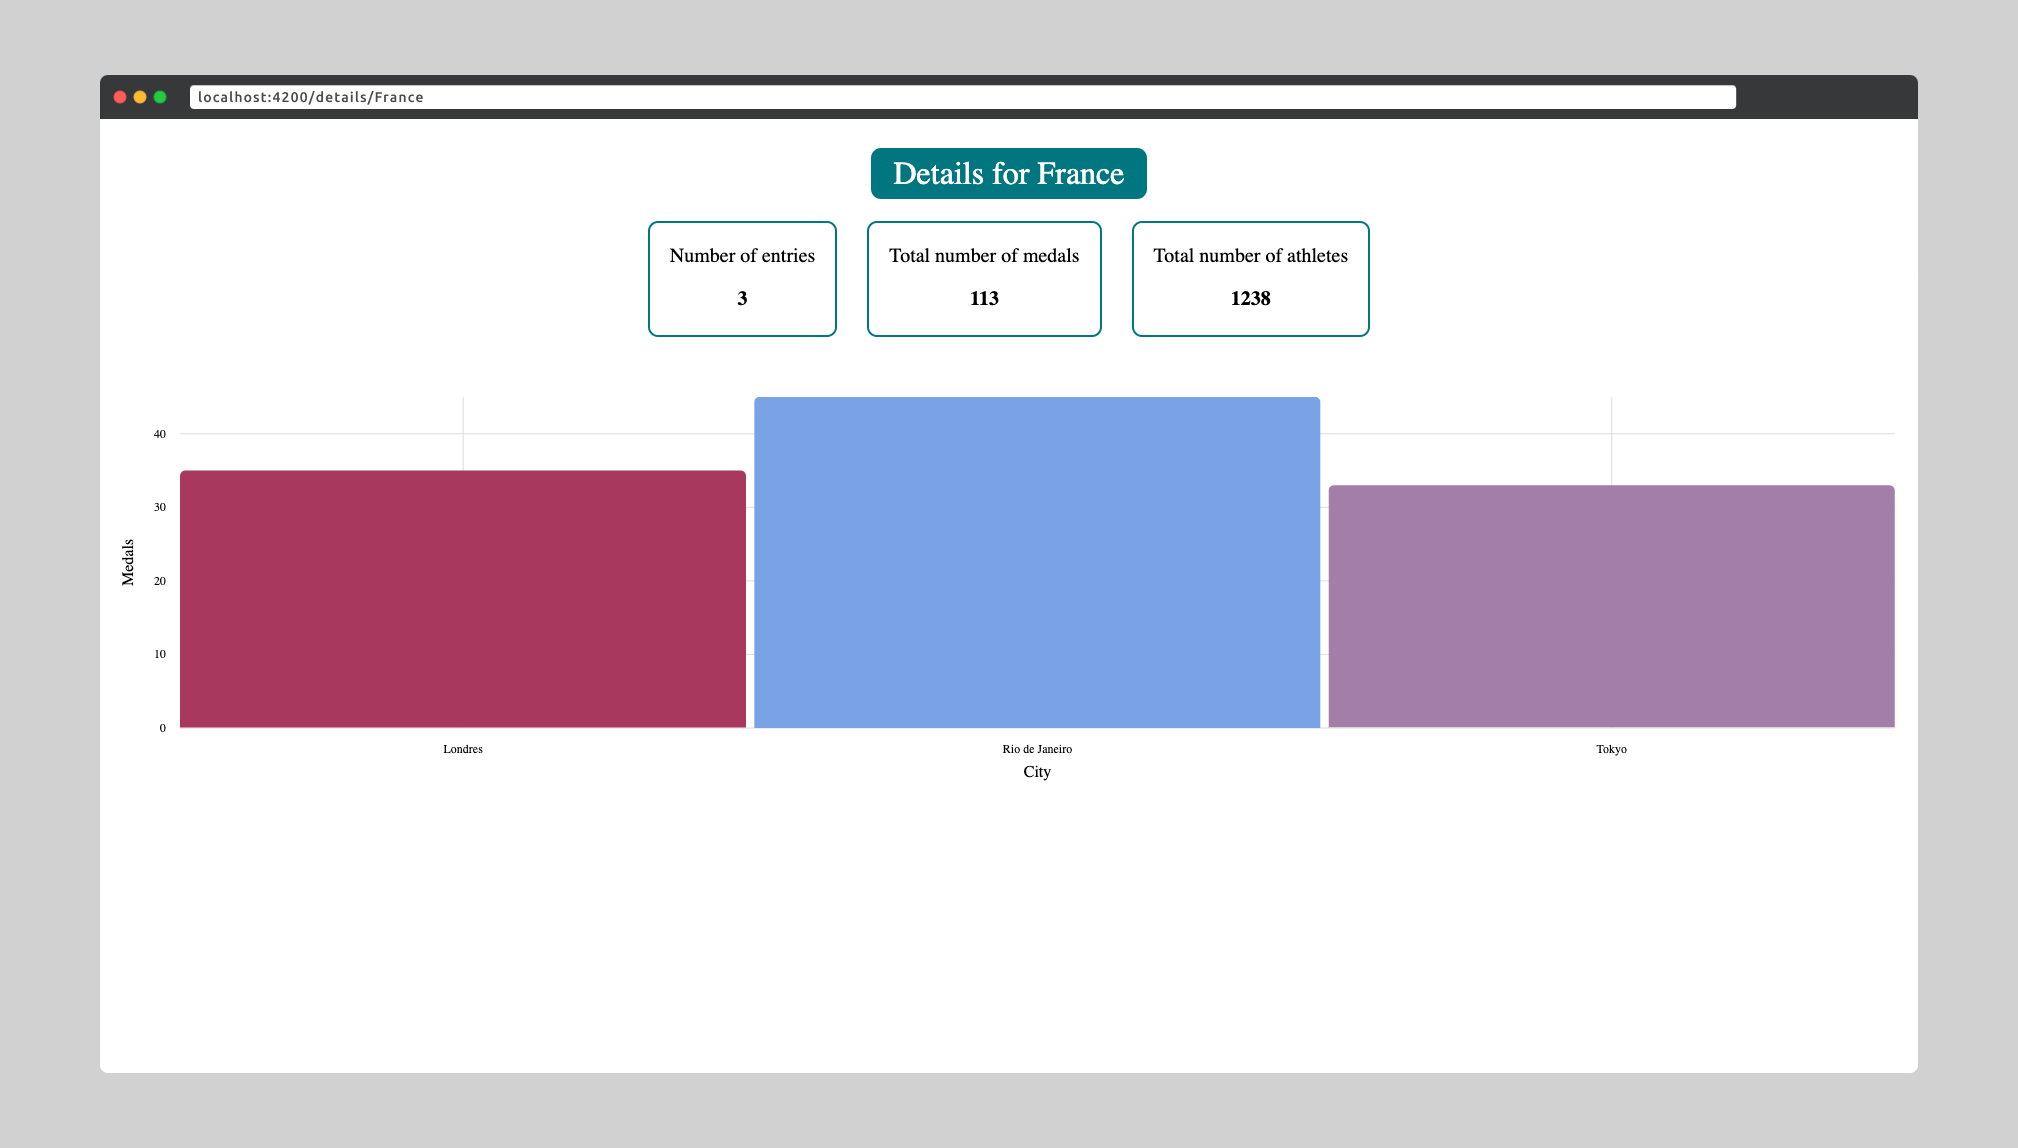 localhost:4200/details/France
Details for France
Number of entries
3
Total number of medals
113
Total number of athletes
1238
40
30
20
10
0
Medals
Londres
Rio de Janeiro
Tokyo
City